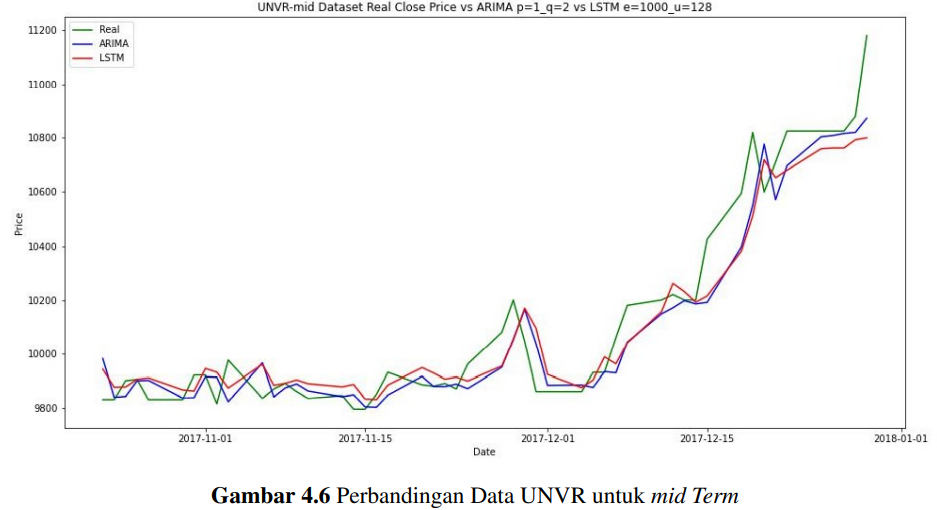 UNVR-mid Dataset Real Close Price vs ARIMA p=1_q=2 vs LSTM e=1000_u=128
Real
ARIMA
LSTM
11200
11000
10800
10600
10400
10200
10000
9800
Price
2017-11-01 2017-11-15 2017-12-01 2017-12-15 2018-01-01
Date
Gambar 4.6 Perbandingan Data UNVR untuk mid Term